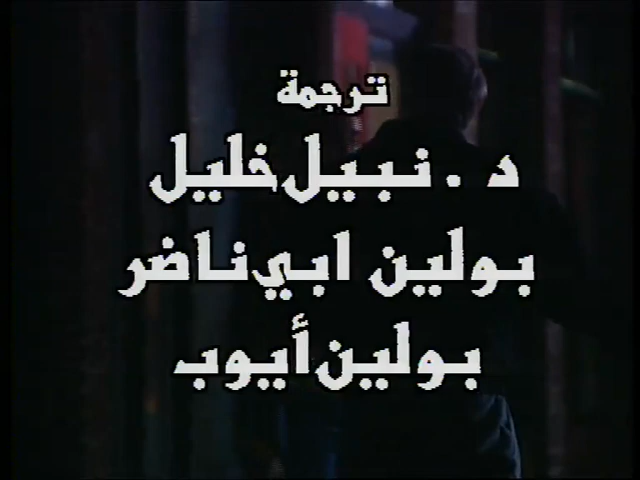 ترجمة
د. نبيل خليل
بولين ابي ناضر
بولين أيوب